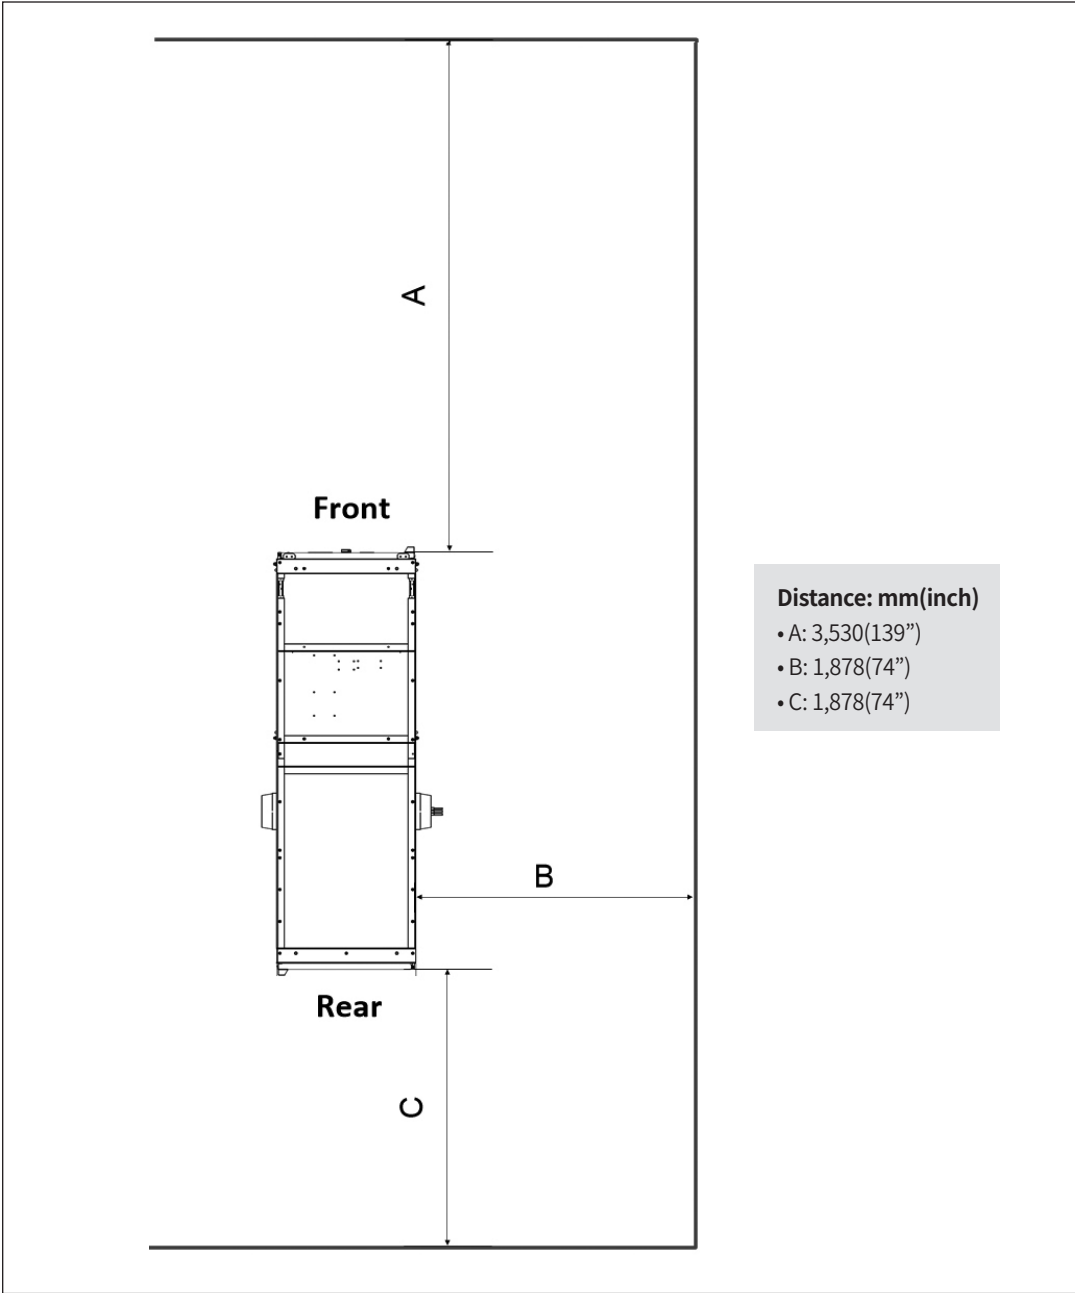 A
Front
Distance: mm(inch)
• A: 3,530(139”)
• B: 1,878(74”)
• C: 1,878(74”)
B
Rear
C